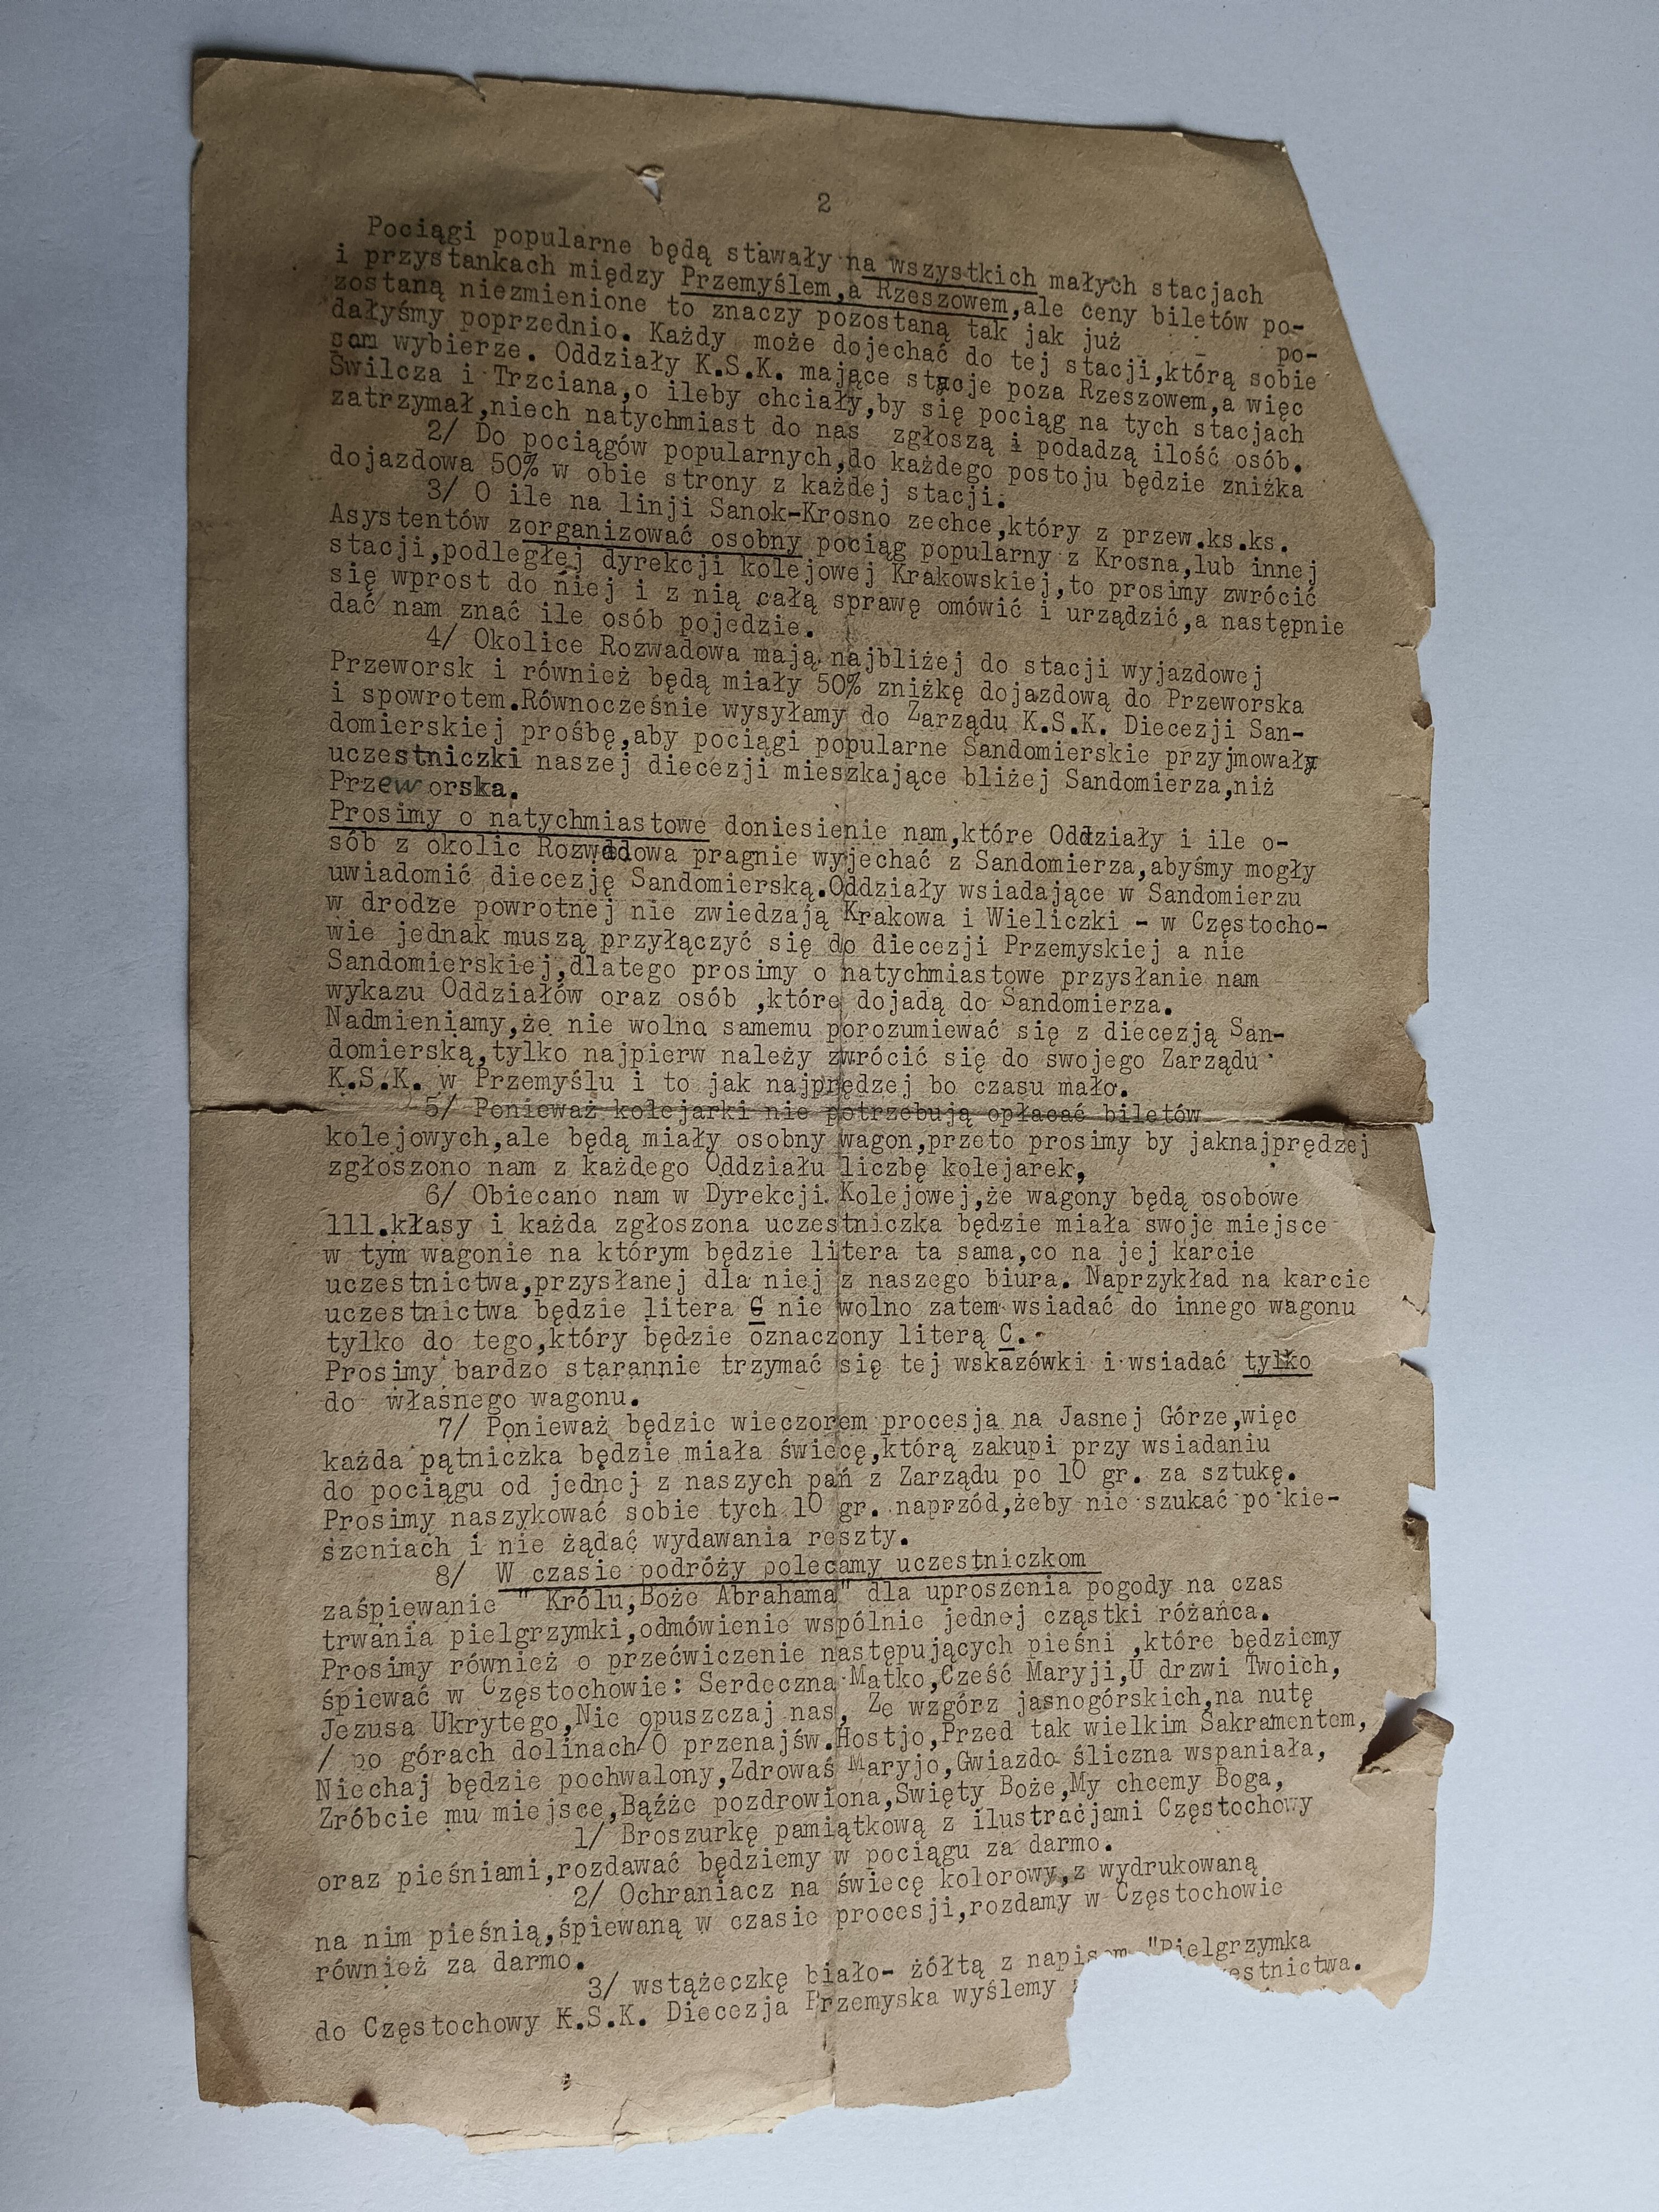 2
Pociągi popularne będą stawały na wszystkich małych stacjach
i przystankach między Przemyślem,a Rzeszowem,ale ceny biletów po-
zostaną niezmienione to znaczy pozostaną tak jak już po-
dałyśmy poprzednio. Każdy może dojechać do tej stacji,którą sobie
sam wybierze. Oddziały K.S.K. mające stacje poza Rzeszowem,a więc
Świlcza i Trzciana,o ileby chciały,by się pociąg na tych stacjach
zatrzymał,niech natychmiast do nas zgłoszą i podadzą ilość osób.
2/ Do pociągów popularnych,do każdego postoju będzie zniżka
dojazdowa 50% w obie strony z każdej stacji.
3/ O ile na linji Sanok-Krosno zechce,który z przew.ks.ks.
Asystentów zorganizować osobny pociąg popularny z Krosna,lub innej
stacji,podległej dyrekcji kolejowej Krakowskiej,to prosimy zwrócić
się wprost do niej i z nią całą sprawę omówić i urządzić,a następnie
dać nam znać ile osób pojedzie.
4/ Okolice Rozwadowa mają najbliżej do stacji wyjazdowej
Przeworsk i również będą miały 50% zniżkę dojazdową do Przeworska
i spowrotem.Równocześnie wysyłamy do Zarządu K.S.K. Diecezji San-
domierskiej prośbę,aby pociągi popularne Sandomierskie przyjmowały
uczestniczki naszej diecezji mieszkające bliżej Sandomierza,niż
Przeworska.
Prosimy o natychmiastowe doniesienie nam,które Oddziały i ile o-
sób z okolic Rozwadowa pragnie wyjechać z Sandomierza,abyśmy mogły
uwiadomić diecezję Sandomierską.Oddziały wsiadające w Sandomierzu
w drodze powrotnej nie zwiedzają Krakowa i Wieliczki - w Częstocho-
wie jednak muszą przyłączyć się do diecezji Przemyskiej a nie
Sandomierskiej,dlatego prosimy o natychmiastowe przysłanie nam
wykazu Oddziałów oraz osób ,które dojadą do Sandomierza.
Nadmieniamy,że nie wolno samemu porozumiewać się z diecezją San-
domierską,tylko najpierw należy zwrócić się do swojego Zarządu
K.S.K. w Przemyślu i to jak najprędzej bo czasu mało.
5/ Ponieważ kolejarki nie potrzebują opłacać biletów
kolejowych,ale będą miały osobny wagon,przeto prosimy by jaknajprędzej
zgłoszono nam z każdego Oddziału liczbę kolejarek,
6/ Obiecano nam w Dyrekcji Kolejowej,że wagony będą osobowe
111.kłasy i każda zgłoszona uczestniczka będzie miała swoje miejsce
w tym wagonie na którym będzie litera ta sama,co na jej karcie
uczestnictwa,przysłanej dla niej z naszego biura. Naprzykład na karcie
uczestnictwa będzie litera C nie wolno zatem wsiadać do innego wagonu
tylko do tego,który będzie oznaczony literą C.-
Prosimy bardzo starannie trzymać się tej wskazówki i wsiadać tylko
do własnego wagonu.
7/ Ponieważ będzie wieczorem procesja na Jasnej Górze,więc
każda pątniczka będzie miała świecę,którą zakupi przy wsiadaniu
do pociągu od jednej z naszych pań z Zarządu po 10 gr. za sztukę.
Prosimy naszykować sobie tych 10 gr. naprzód,żeby nie szukać po kie-
szeniach i nie żądać wydawania reszty.
8/ W czasie podróży polecamy uczestniczkom
zaśpiewanie " Królu,Boże Abrahama" dla uproszenia pogody na czas
trwania pielgrzymki,odmówienie wspólnie jednej cząstki różańca.
Prosimy również o przećwiczenie następujących pieśni ,które będziemy
śpiewać w Częstochowie: Serdeczna Matko,Cześć Maryji,U drzwi Twoich,
Jezusa Ukrytego,Nie opuszczaj nas, Ze wzgórz jasnogórskich,na nutę
/ po górach dolinach/O przenajśw.Hostjo,Przed tak wielkim Sakramentem,
Niechaj będzie pochwalony,Zdrowaś Maryjo,Gwiazdo śliczna wspaniała,
Zróbcie mu miejsce,Bąźże pozdrowiona,Swięty Boże,My chcemy Boga,
1/ Broszurkę pamiątkową z ilustracjami Częstochowy
oraz pieśniami,rozdawać będziemy w pociągu za darmo.
2/ Ochraniacz na świecę kolorowy,z wydrukowaną
na nim pieśnią,śpiewaną w czasie procesji,rozdamy w Częstochowie
również za darmo.
3/ wstążeczkę biało- żółtą z napisem "Pielgrzymka
do Częstochowy K.S.K. Diecezja Przemyska wyślemy